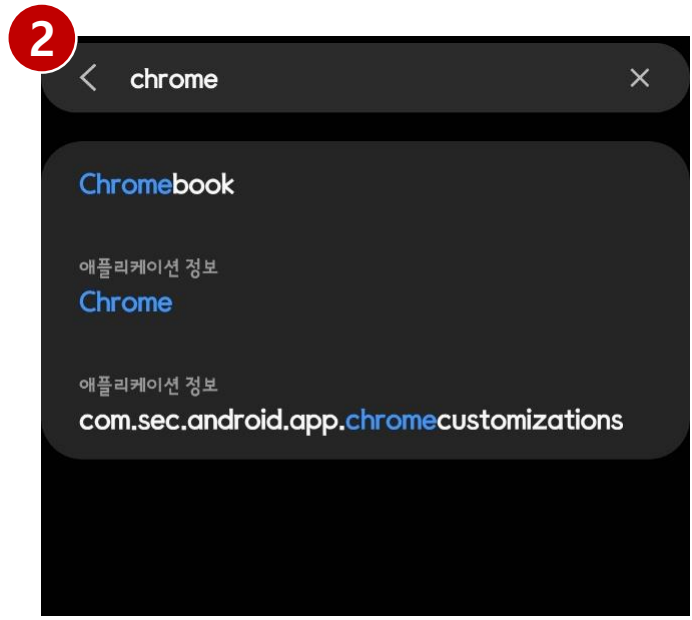 2
chrome
Chromebook
애플리케이션 정보
Chrome
애플리케이션 정보
com.sec.android.app.chromecustomizations